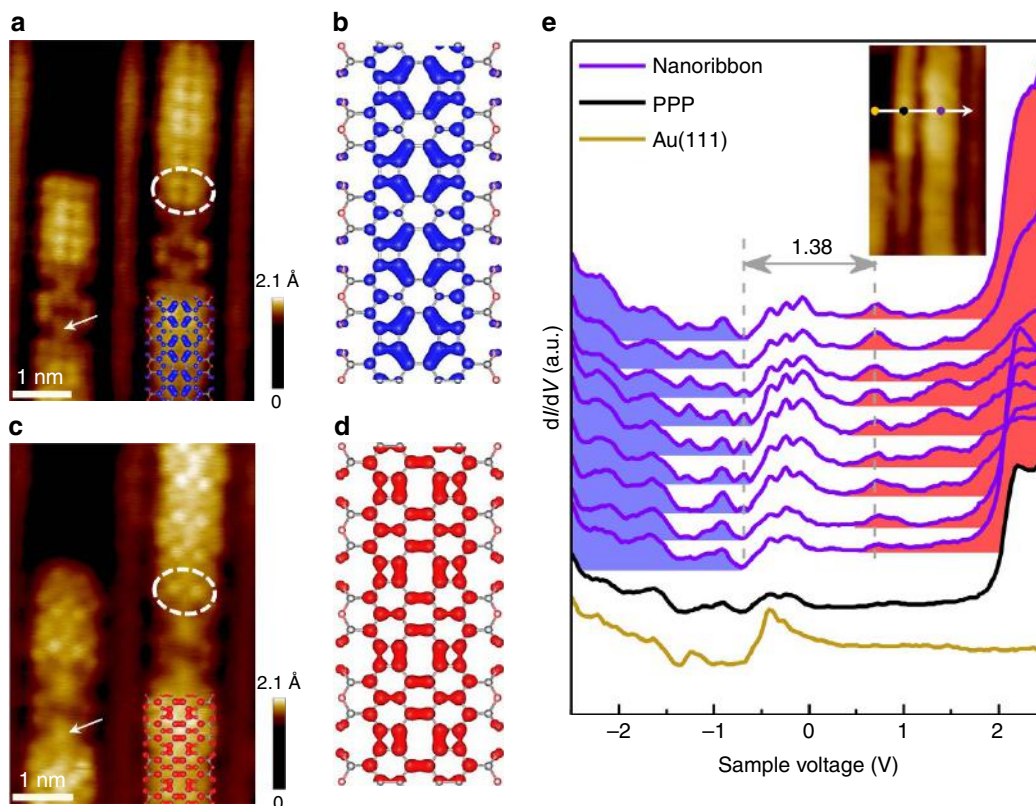 a
2.1 Å
1 nm
0
b
c
2.1 Å
1 nm
0
d
e
Nanoribbon
PPP
Au(111)
1.38
dI/dV (a.u.)
–2
–1
0
1
2
Sample voltage (V)